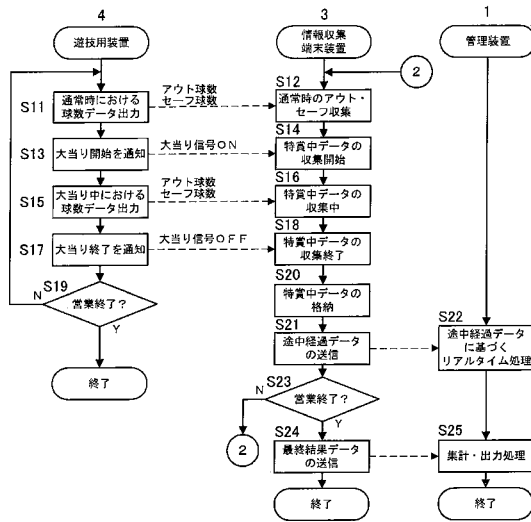 4
遊技用装置
S11
通常時における
球数データ出力
アウト球数
セーフ球数
S13
大当り開始を通知
大当り信号ON
S15
大当り中における
球数データ出力
アウト球数
セーフ球数
S17
大当り終了を通知
大当り信号OFF
S19
営業終了?
N
Y
終了
3
情報収集
端末装置
2
S12
通常時のアウト・
セーフ収集
S14
特賞中データの
収集開始
S16
特賞中データの
収集中
S18
特賞中データの
収集終了
S20
特賞中データの
格納
S21
途中経過データ
の送信
S23
営業終了?
N
Y
2
S24
最終結果データ
の送信
終了
1
管理装置
S22
途中経過データ
に基づく
リアルタイム処理
S25
集計・出力処理
終了